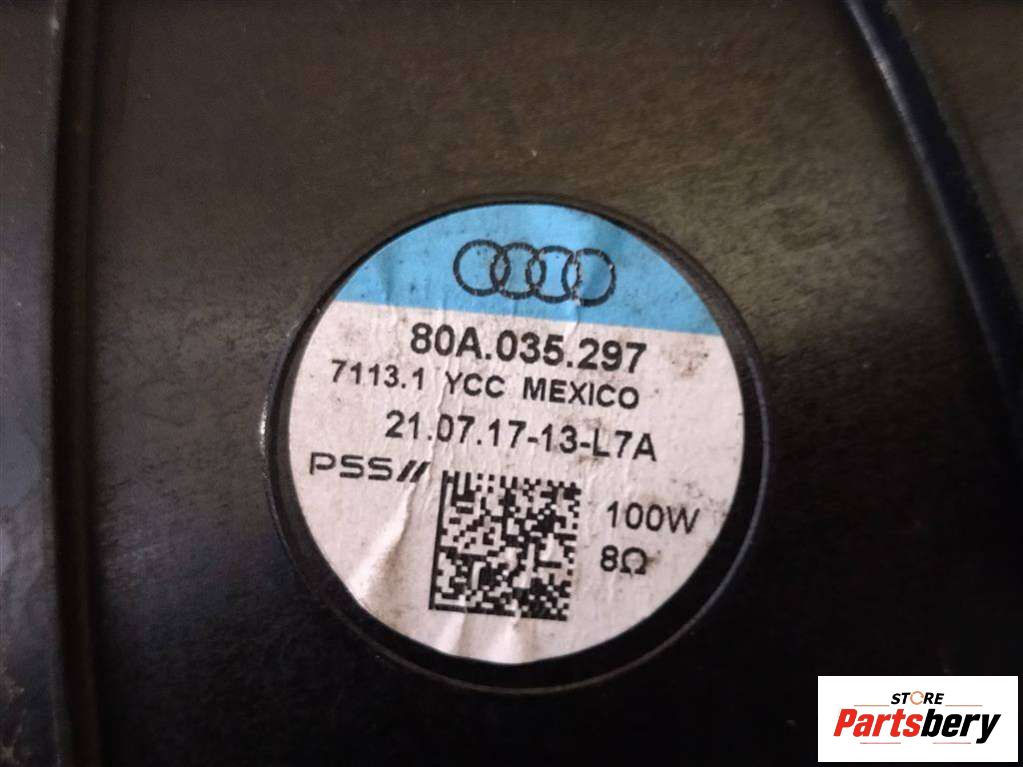 80A.035.297
7113.1 YCC MEXICO
21.07.17-13-L7A
PSS//
100W
8Ω
STORE
Partsbery